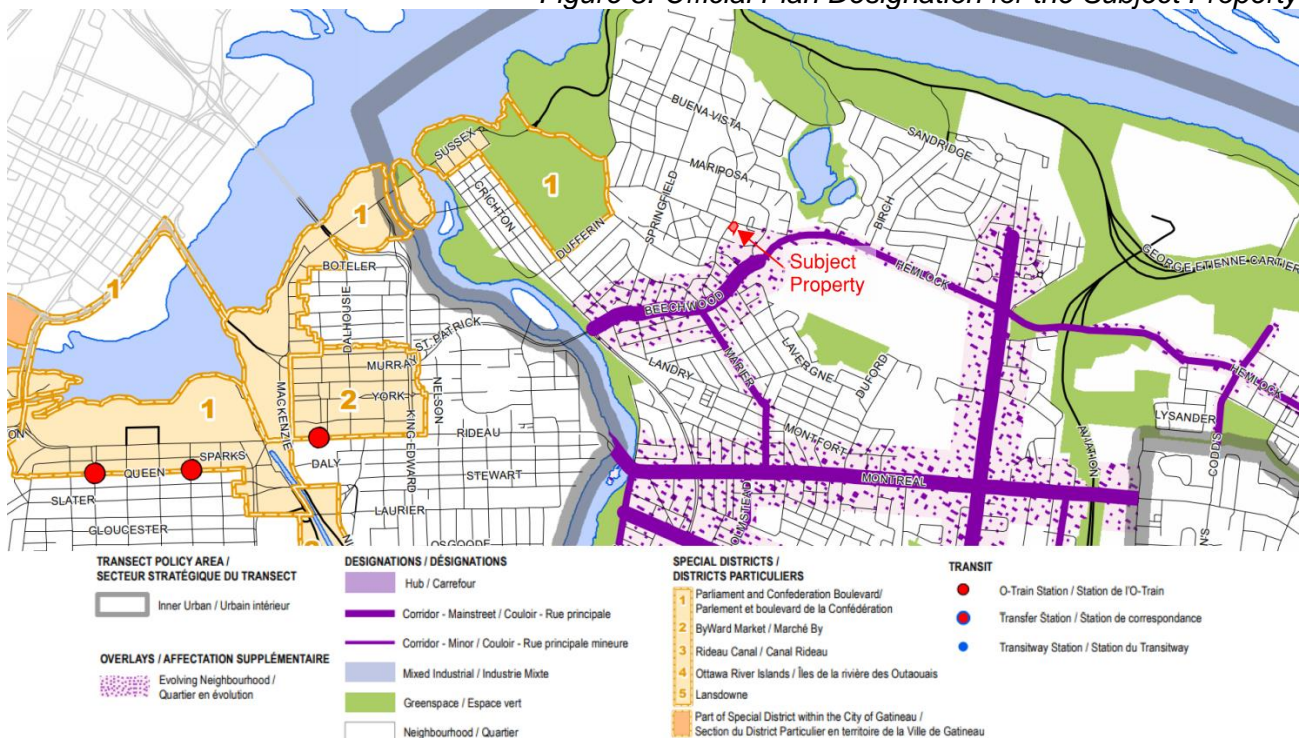 Figure 3: Official Plan Designation for the Subject Property
BUENA-VISTA
SANDRIDGE
SUSSEX
MARIPOSA
1
CRICHTON
SPRINGFIELD
BIRCH
1
DUFFERIN
Subject
Property
HEMLOCK
GEORGE ETIENNE CARTIER
BOTELER
1
DALHOUSIE
BEECHWOOD
ST. PATRICK
MURRAY
LANDRY
MARIER
LAVERGNE
DUFORD
HEMLOCK
MACKENZIE
2
YORK
NELSON
KING EDWARD
LYSANDER
1
RIDEAU
MONTFORT
AVIATION
CODD'S
ON
SPARKS
QUEEN
DALY
STEWART
MONTREAL
SLATER
LAURIER
OLMSTEAD
GLOUCESTER
OSGOODE
N'S
TRANSECT POLICY AREA /
SECTEUR STRATÉGIQUE DU TRANSECT
Inner Urban / Urbain intérieur
OVERLAYS / AFFECTATION SUPPLÉMENTAIRE
Evolving Neighbourhood /
Quartier en évolution
DESIGNATIONS / DÉSIGNATIONS
Hub / Carrefour
Corridor - Mainstreet / Couloir - Rue principale
Corridor - Minor / Couloir - Rue principale mineure
Mixed Industrial / Industrie Mixte
Greenspace / Espace vert
Neighbourhood / Quartier
SPECIAL DISTRICTS /
DISTRICTS PARTICULIERS
1 Parliament and Confederation Boulevard/
Parlement et boulevard de la Confédération
2 ByWard Market / Marché By
3 Rideau Canal / Canal Rideau
4 Ottawa River Islands / Îles de la rivière des Outaouais
5 Lansdowne
Part of Special District within the City of Gatineau /
Section du District Particulier en territoire de la Ville de Gatineau
TRANSIT
O-Train Station / Station de l'O-Train
Transfer Station / Station de correspondance
Transitway Station / Station du Transitway